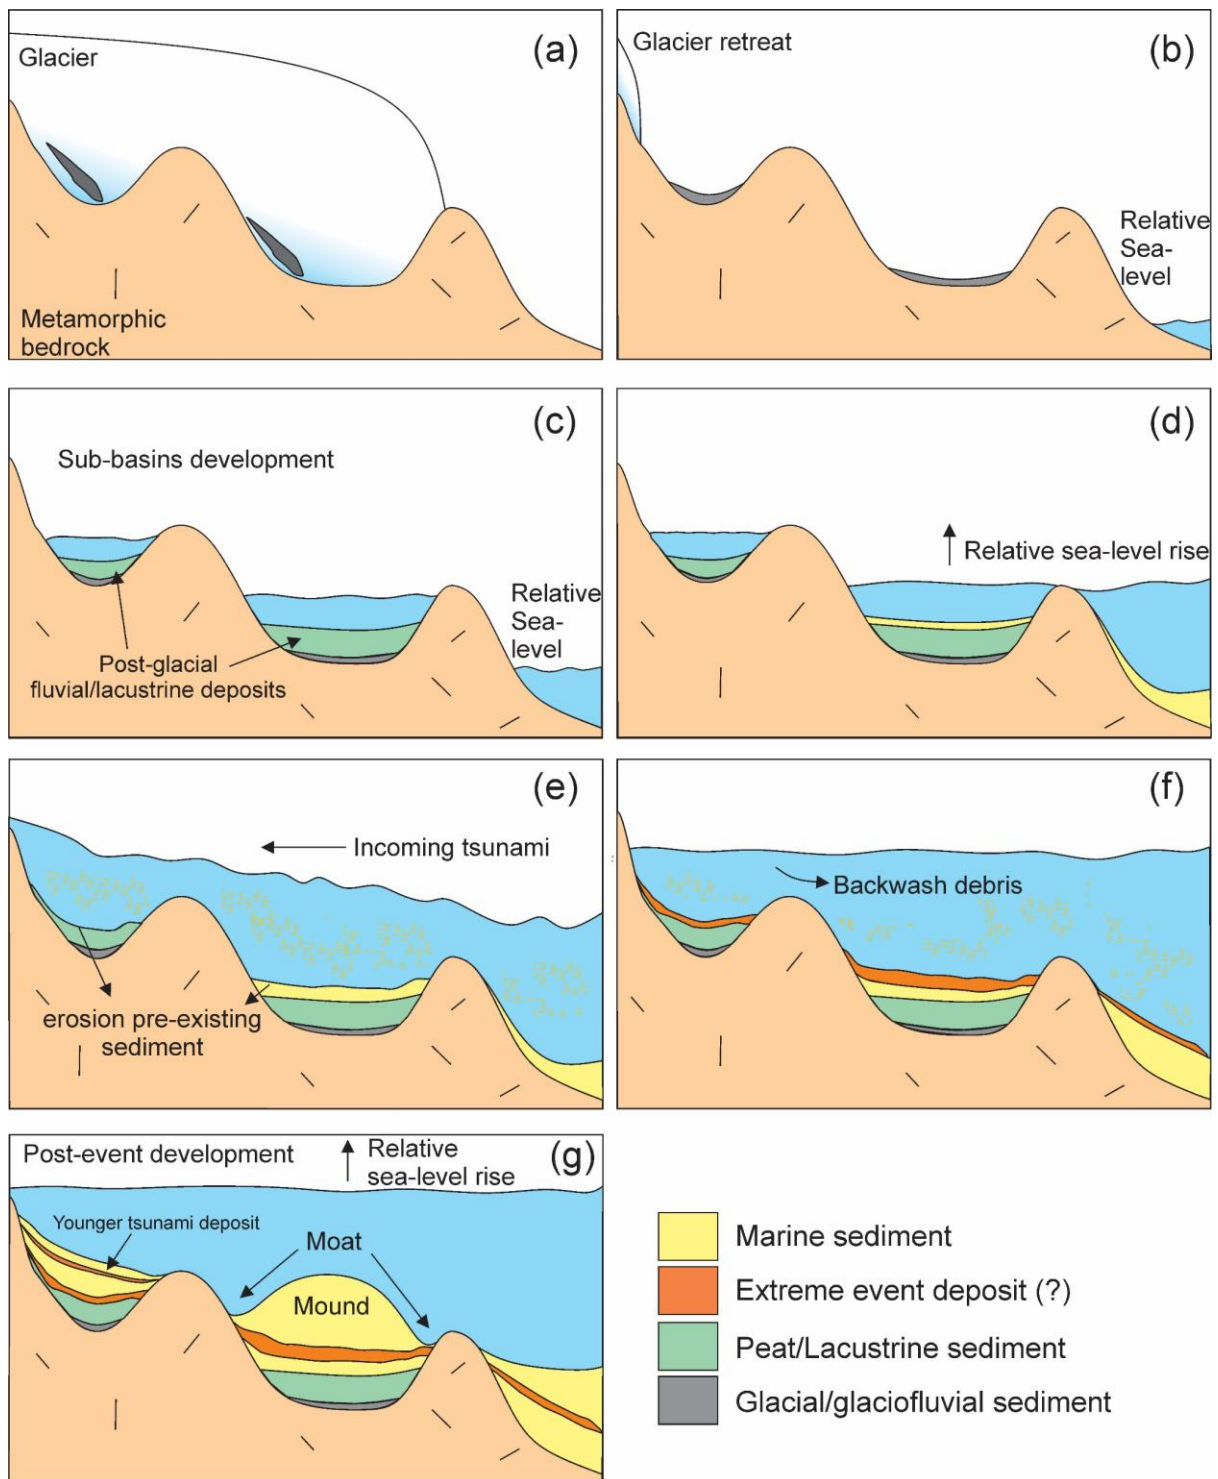 (a)
Glacier
Metamorphic
bedrock
(b)
Glacier retreat
Relative
Sea-
level
(c)
Sub-basins development
Relative
Sea-
level
Post-glacial
fluvial/lacustrine deposits
(d)
Relative sea-level rise
(e)
Incoming tsunami
erosion pre-existing
sediment
(f)
Backwash debris
(g)
Post-event development
Relative
sea-level rise
Younger tsunami deposit
Moat
Mound
Marine sediment
Extreme event deposit (?)
Peat/Lacustrine sediment
Glacial/glaciofluvial sediment